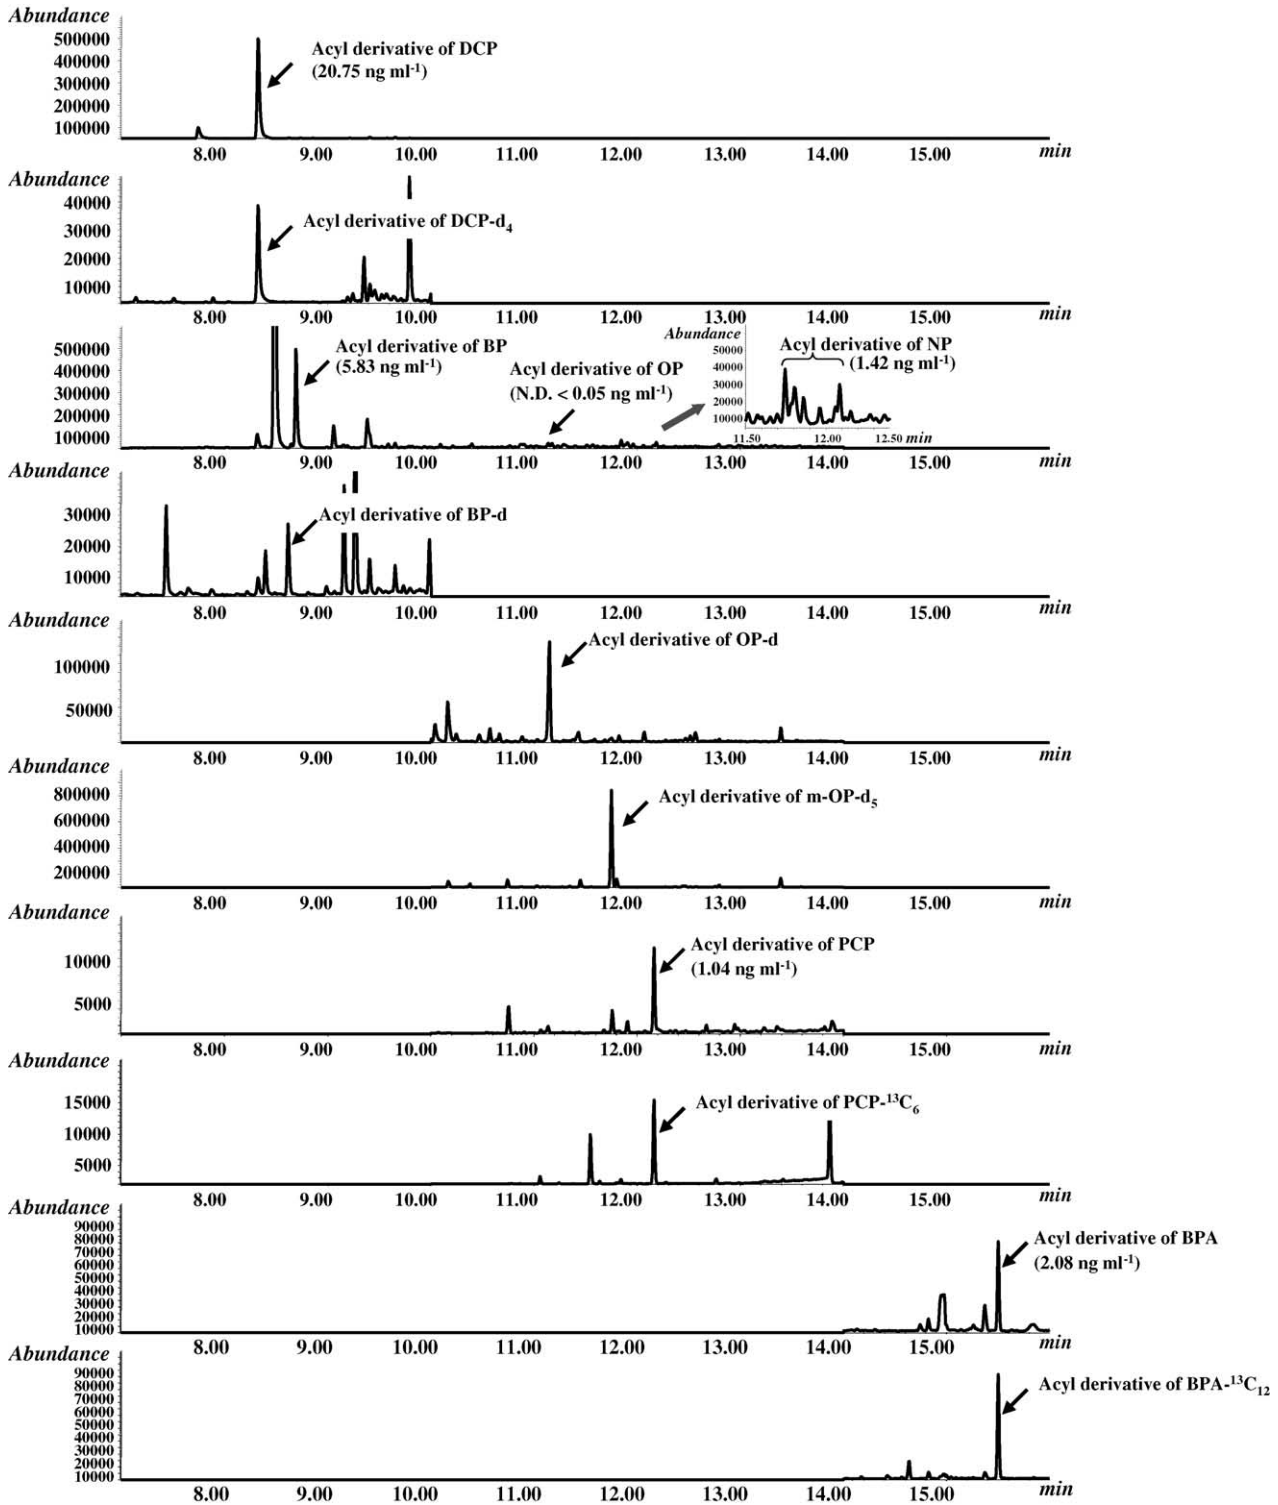 Abundance
500000
400000
300000
200000
100000
Acyl derivative of DCP
(20.75 ng ml⁻¹)
8.00 9.00 10.00 11.00 12.00 13.00 14.00 15.00 min
Abundance
40000
30000
20000
10000
Acyl derivative of DCP-d₄
8.00 9.00 10.00 11.00 12.00 13.00 14.00 15.00 min
500000
400000
300000
200000
100000
Acyl derivative of BP
(5.83 ng ml⁻¹)
Acyl derivative of OP
(N.D. < 0.05 ng ml⁻¹)
Abundance
50000
40000
30000
20000
10000
Acyl derivative of NP
(1.42 ng ml⁻¹)
11.50 12.00 12.50 min
8.00 9.00 10.00 11.00 12.00 13.00 14.00 15.00 min
Abundance
30000
20000
10000
Acyl derivative of BP-d
8.00 9.00 10.00 11.00 12.00 13.00 14.00 15.00 min
Abundance
100000
50000
Acyl derivative of OP-d
8.00 9.00 10.00 11.00 12.00 13.00 14.00 15.00 min
Abundance
800000
600000
400000
200000
Acyl derivative of m-OP-d₅
8.00 9.00 10.00 11.00 12.00 13.00 14.00 15.00 min
Abundance
10000
5000
Acyl derivative of PCP
(1.04 ng ml⁻¹)
8.00 9.00 10.00 11.00 12.00 13.00 14.00 15.00 min
Abundance
15000
10000
5000
Acyl derivative of PCP-¹³C₆
8.00 9.00 10.00 11.00 12.00 13.00 14.00 15.00 min
Abundance
90000
80000
70000
60000
50000
40000
30000
20000
10000
Acyl derivative of BPA
(2.08 ng ml⁻¹)
8.00 9.00 10.00 11.00 12.00 13.00 14.00 15.00 min
Abundance
90000
80000
70000
60000
50000
40000
30000
20000
10000
Acyl derivative of BPA-¹³C₁₂
8.00 9.00 10.00 11.00 12.00 13.00 14.00 15.00 min